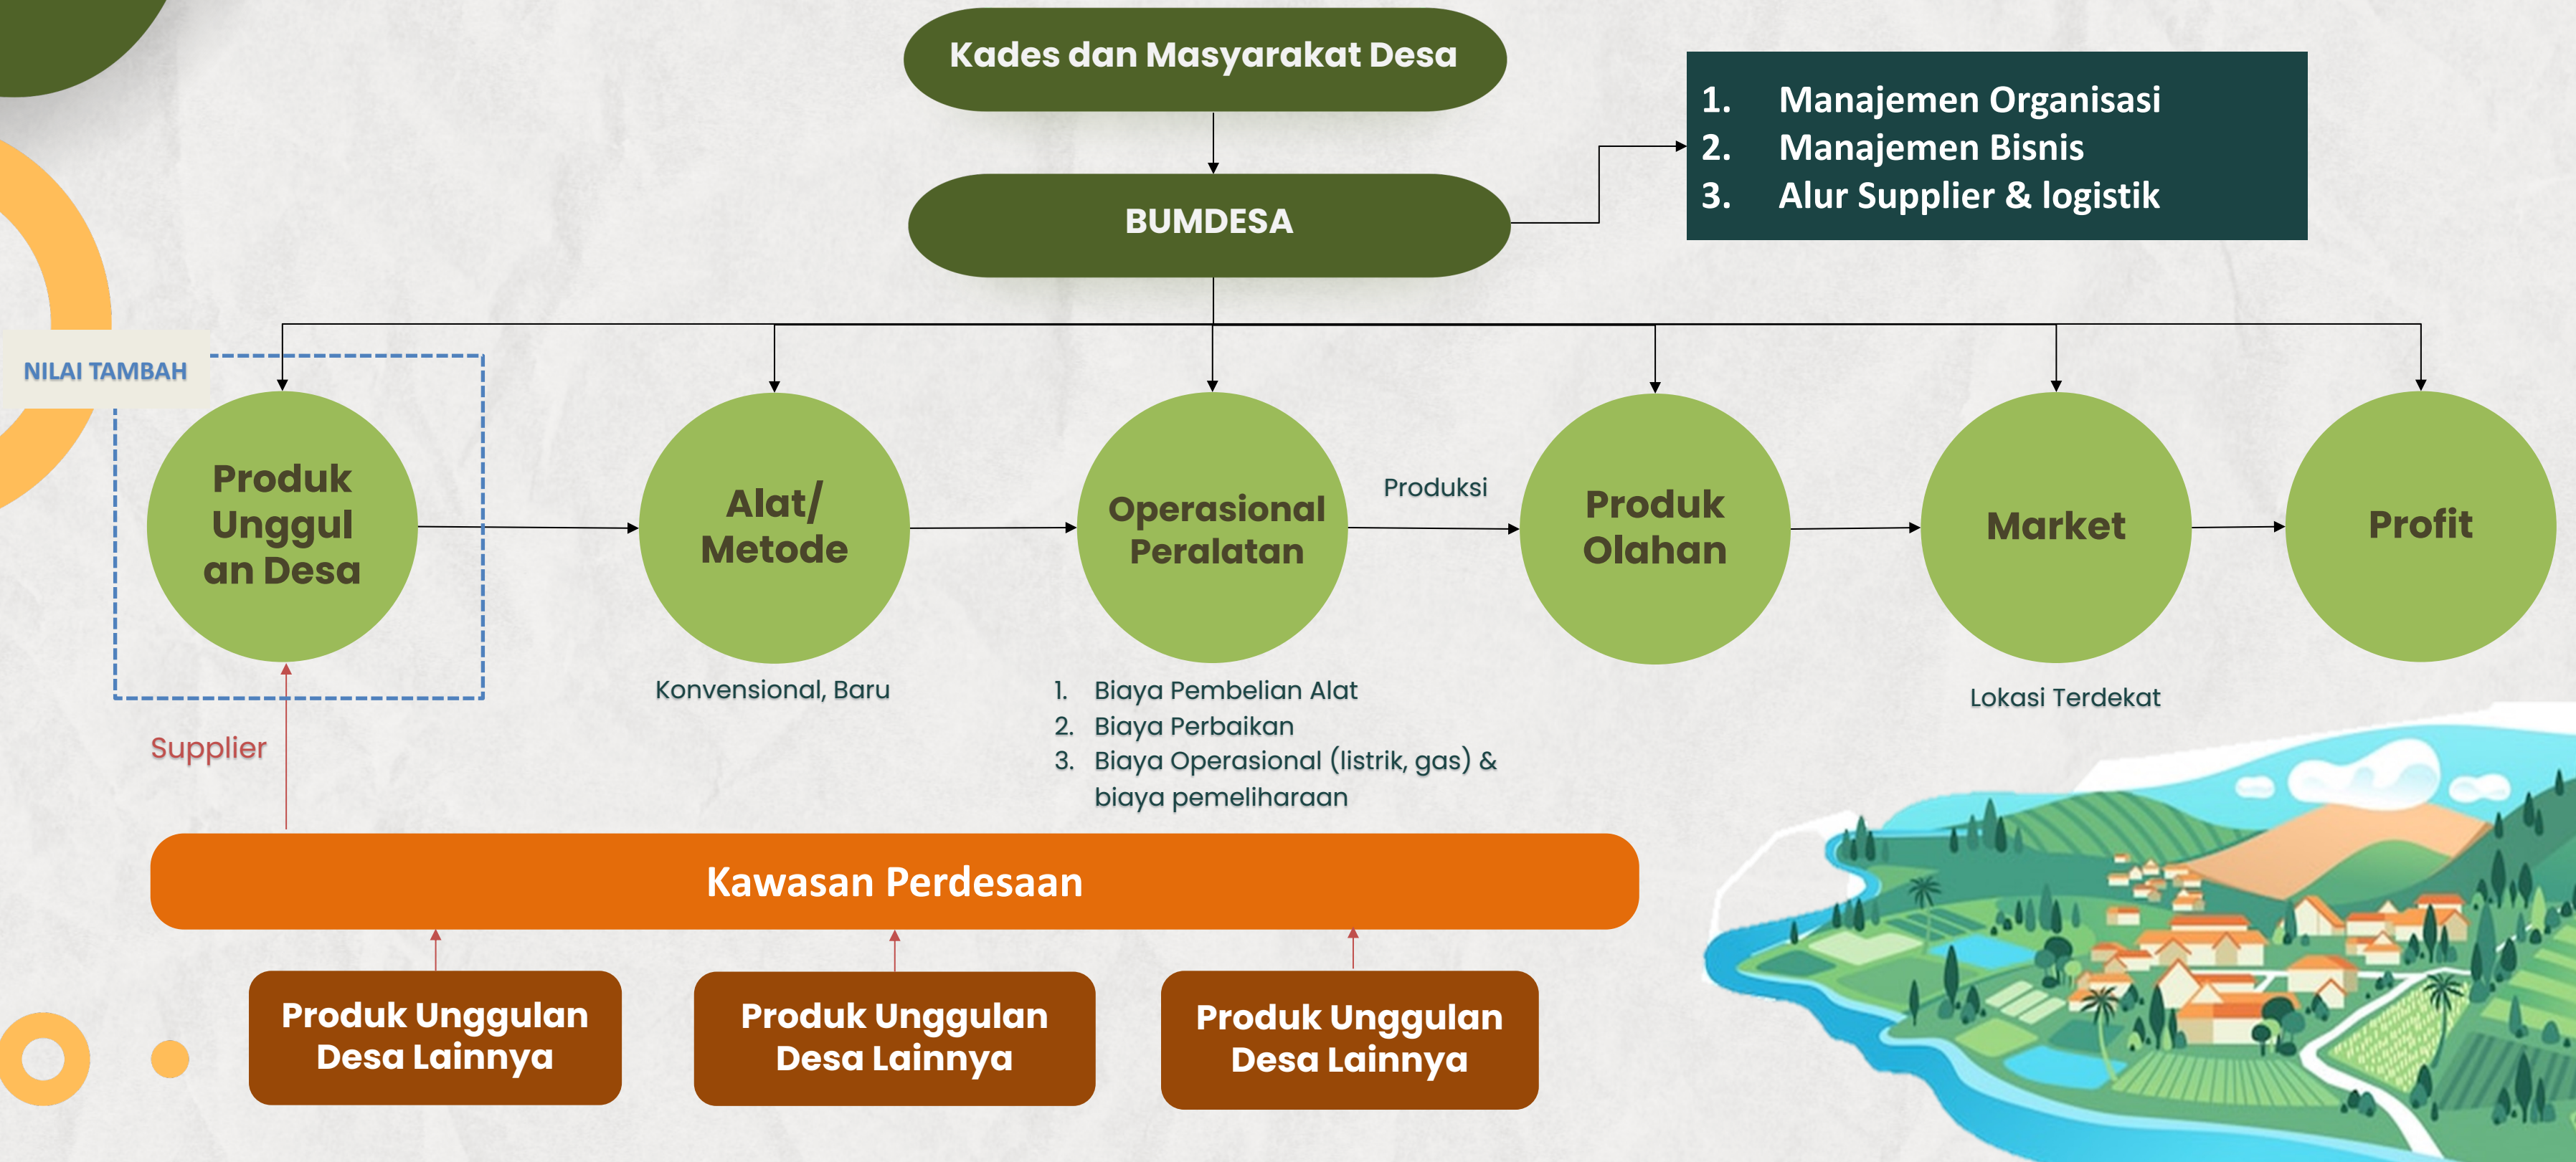 Kades dan Masyarakat Desa
1. Manajemen Organisasi
2. Manajemen Bisnis
3. Alur Supplier & logistik
BUMDESA
NILAI TAMBAH
Produk
Unggul
an Desa
Alat/
Metode
Operasional
Peralatan
Produksi
Produk
Olahan
Market
Profit
Konvensional, Baru
1. Biaya Pembelian Alat
2. Biaya Perbaikan
3. Biaya Operasional (listrik, gas) &
biaya pemeliharaan
Lokasi Terdekat
Supplier
Kawasan Perdesaan
Produk Unggulan
Desa Lainnya
Produk Unggulan
Desa Lainnya
Produk Unggulan
Desa Lainnya